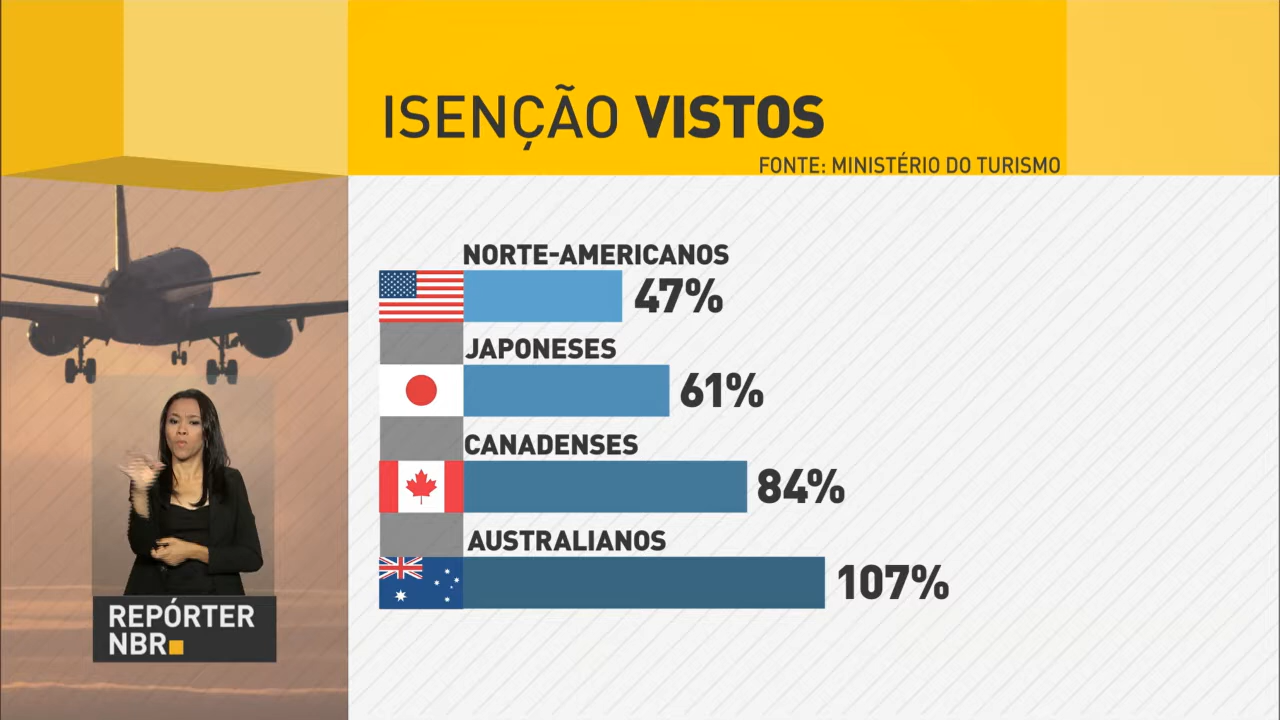 ISENÇÃO VISTOS
FONTE: MINISTÉRIO DO TURISMO
NORTE-AMERICANOS
47%
JAPONESES
61%
CANADENSES
84%
AUSTRALIANOS
107%
REPÓRTER
NBR